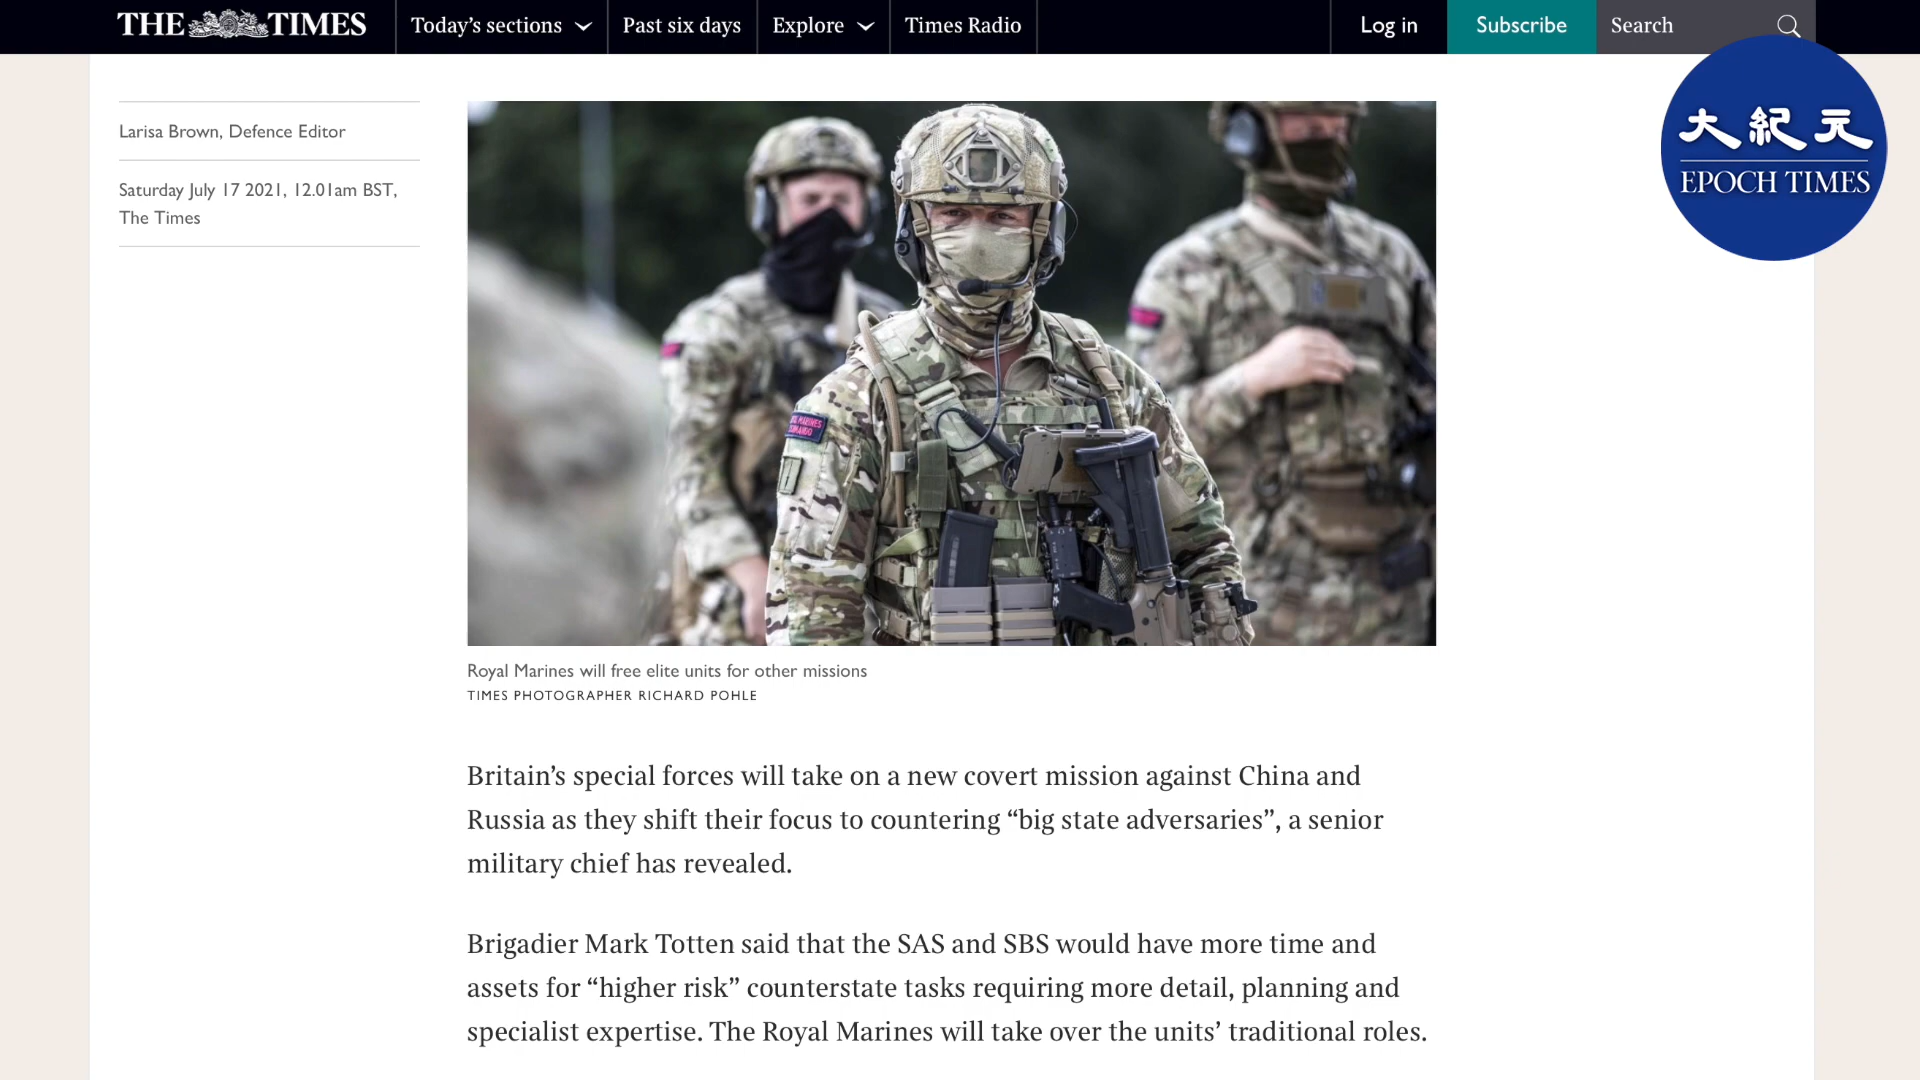 THE TIMES
Today’s sections
Past six days
Explore
Times Radio
Log in
Subscribe
Search
大紀元
EPOCH TIMES
Larisa Brown, Defence Editor
Saturday July 17 2021, 12.01am BST,
The Times
Royal Marines will free elite units for other missions
TIMES PHOTOGRAPHER RICHARD POHLE
Britain’s special forces will take on a new covert mission against China and
Russia as they shift their focus to countering “big state adversaries”, a senior
military chief has revealed.
Brigadier Mark Totten said that the SAS and SBS would have more time and
assets for “higher risk” counterstate tasks requiring more detail, planning and
specialist expertise. The Royal Marines will take over the units’ traditional roles.